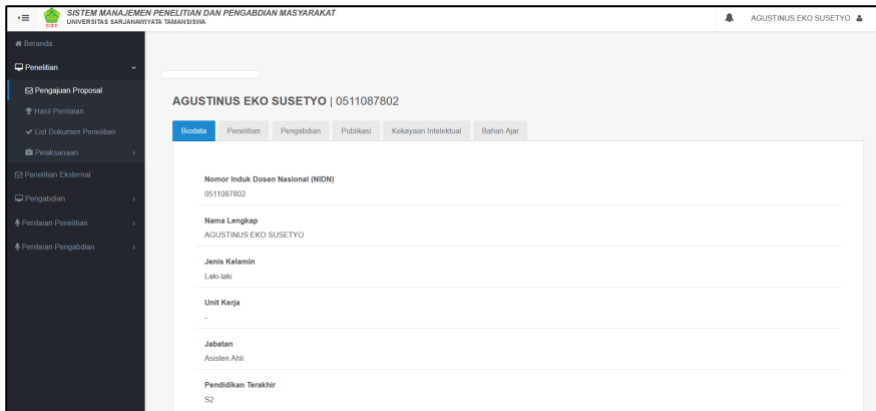 SISTEM MANAJEMEN PENELITIAN DAN PENGABDIAN MASYARAKAT
UNIVERSITAS SARJANAWIYATA TAMANSISWA
UST
AGUSTINUS EKO SUSETYO
Beranda
Penelitian
Pengajuan Proposal
Hasil Penilaian
List Dokumen Penelitian
Pelaksanaan
Penelitian Eksternal
Pengabdian
Penilaian Penelitian
Penilaian Pengabdian
AGUSTINUS EKO SUSETYO | 0511087802
Biodata Penelitian Pengabdian Publikasi Kekayaan Intelektual Bahan Ajar
Nomor Induk Dosen Nasional (NIDN)
0511087802
Nama Lengkap
AGUSTINUS EKO SUSETYO
Jenis Kelamin
Laki-laki
Unit Kerja
-
Jabatan
Asisten Ahli
Pendidikan Terakhir
S2